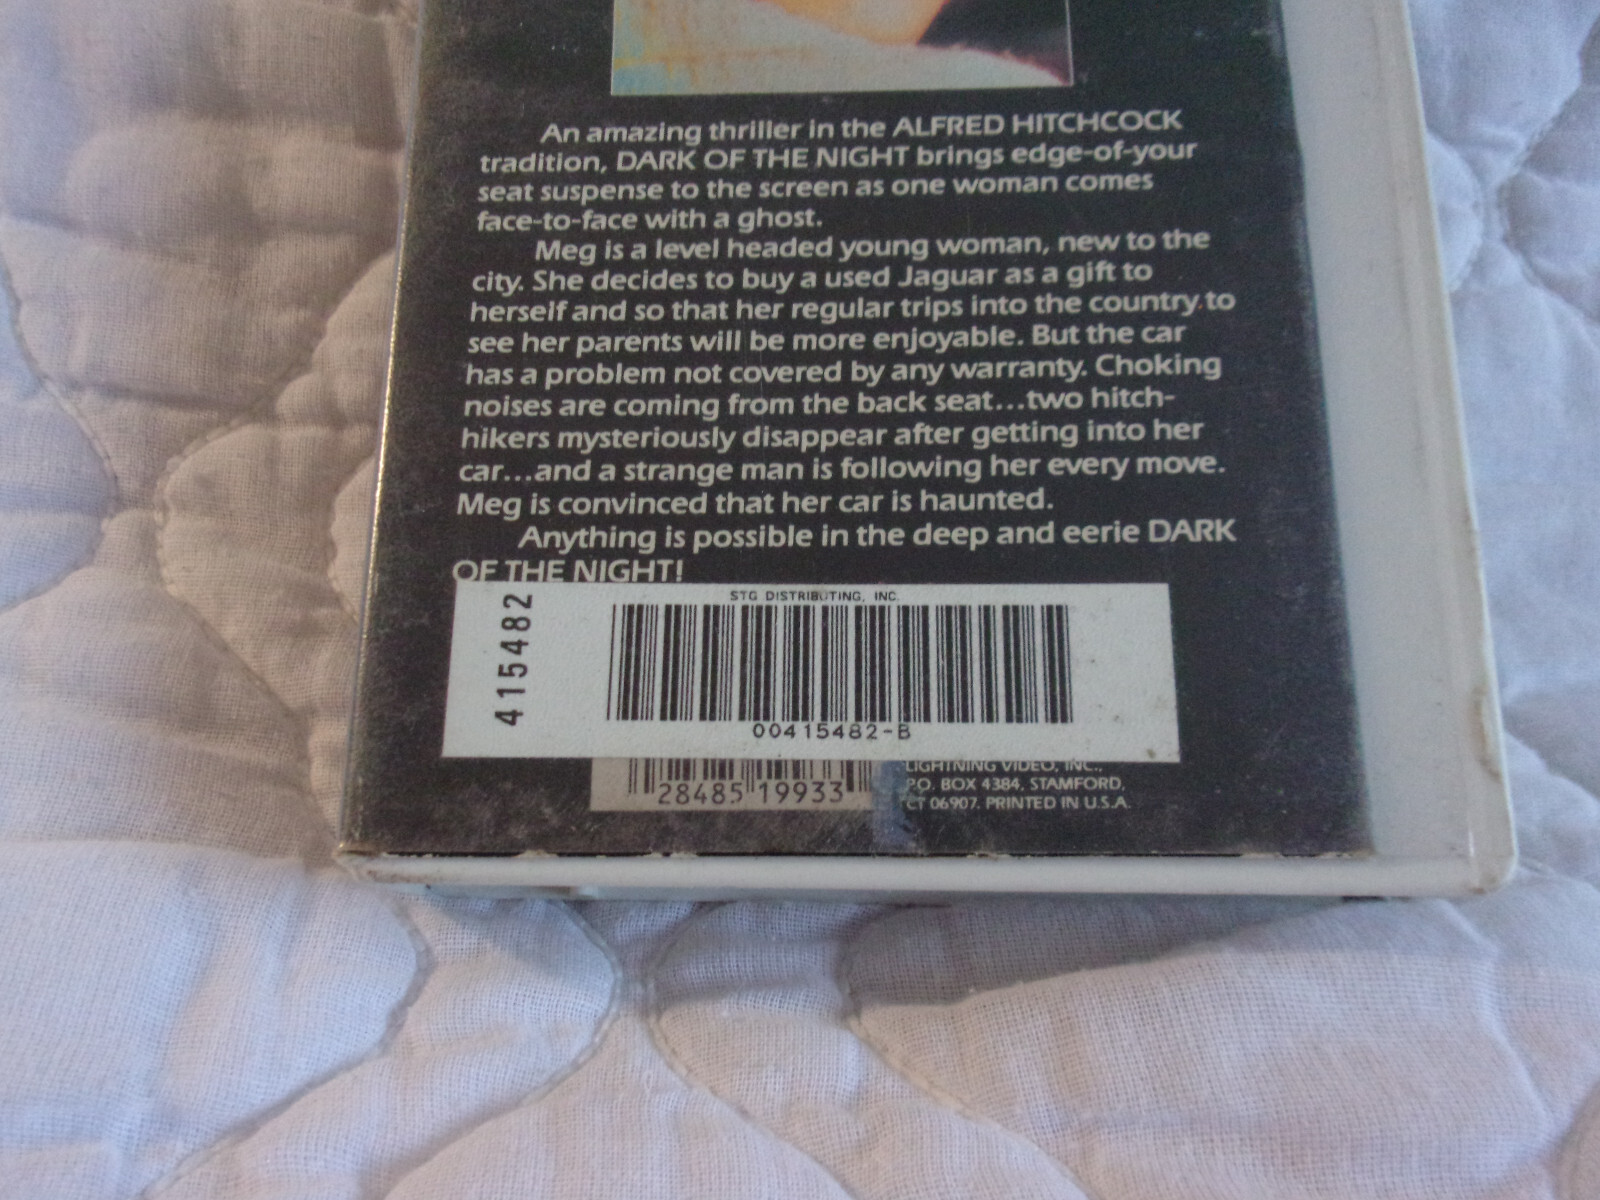 An amazing thriller in the ALFRED HITCHCOCK
tradition, DARK OF THE NIGHT brings edge-of-your
seat suspense to the screen as one woman comes
face-to-face with a ghost.
Meg is a level headed young woman, new to the
city. She decides to buy a used Jaguar as a gift to
herself and so that her regular trips into the country to
see her parents will be more enjoyable. But the car
has a problem not covered by any warranty. Choking
noises are coming from the back seat...two hitch-
hikers mysteriously disappear after getting into her
car...and a strange man is following her every move.
Meg is convinced that her car is haunted.
Anything is possible in the deep and eerie DARK
OF THE NIGHT!
STG DISTRIBUTING, INC.
415482
00415482-B
28485 19933
LIGHTNING VIDEO, INC.,
P.O. BOX 4384, STAMFORD,
CT 06907. PRINTED IN U.S.A.